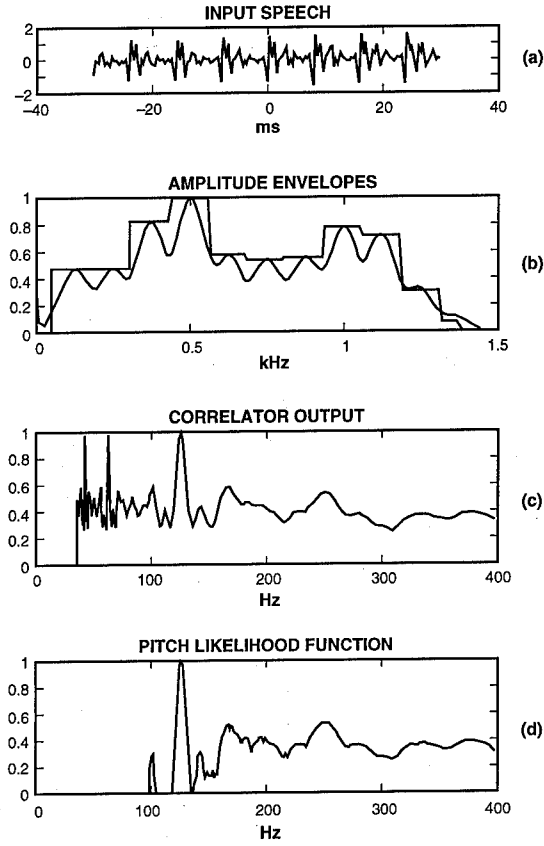 INPUT SPEECH
2
0
−2
−40 −20 0 20 40
ms
(a)
AMPLITUDE ENVELOPES
1
0.8
0.6
0.4
0.2
0
0 0.5 1 1.5
kHz
(b)
CORRELATOR OUTPUT
1
0.8
0.6
0.4
0.2
0
0 100 200 300 400
Hz
(c)
PITCH LIKELIHOOD FUNCTION
1
0.8
0.6
0.4
0.2
0
0 100 200 300 400
Hz
(d)